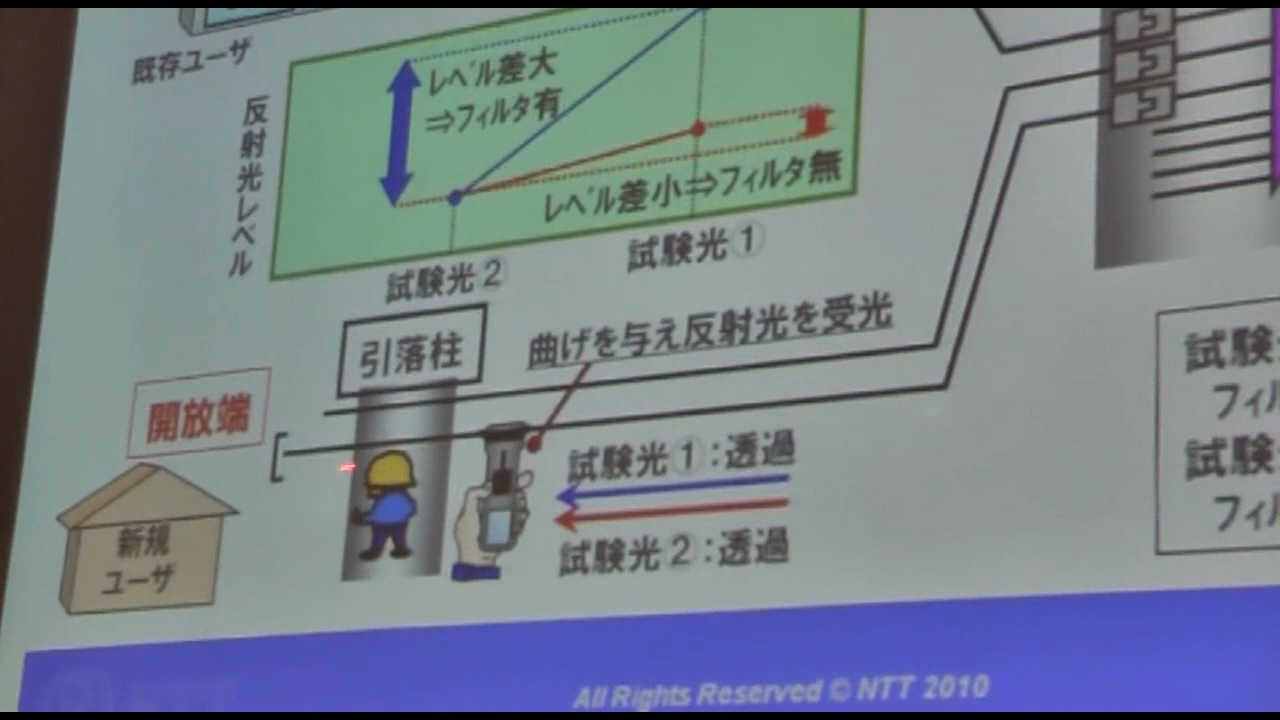 既存ユーザ
反射光レベル
レベル差大
⇒フィルタ有
レベル差小⇒フィルタ無
試験光2
試験光①
引落柱
曲げを与え反射光を受光
開放端
試験光①:透過
試験光2:透過
新規
ユーザ
試験
フィル
試験
フィル
All Rights Reserved © NTT 2010